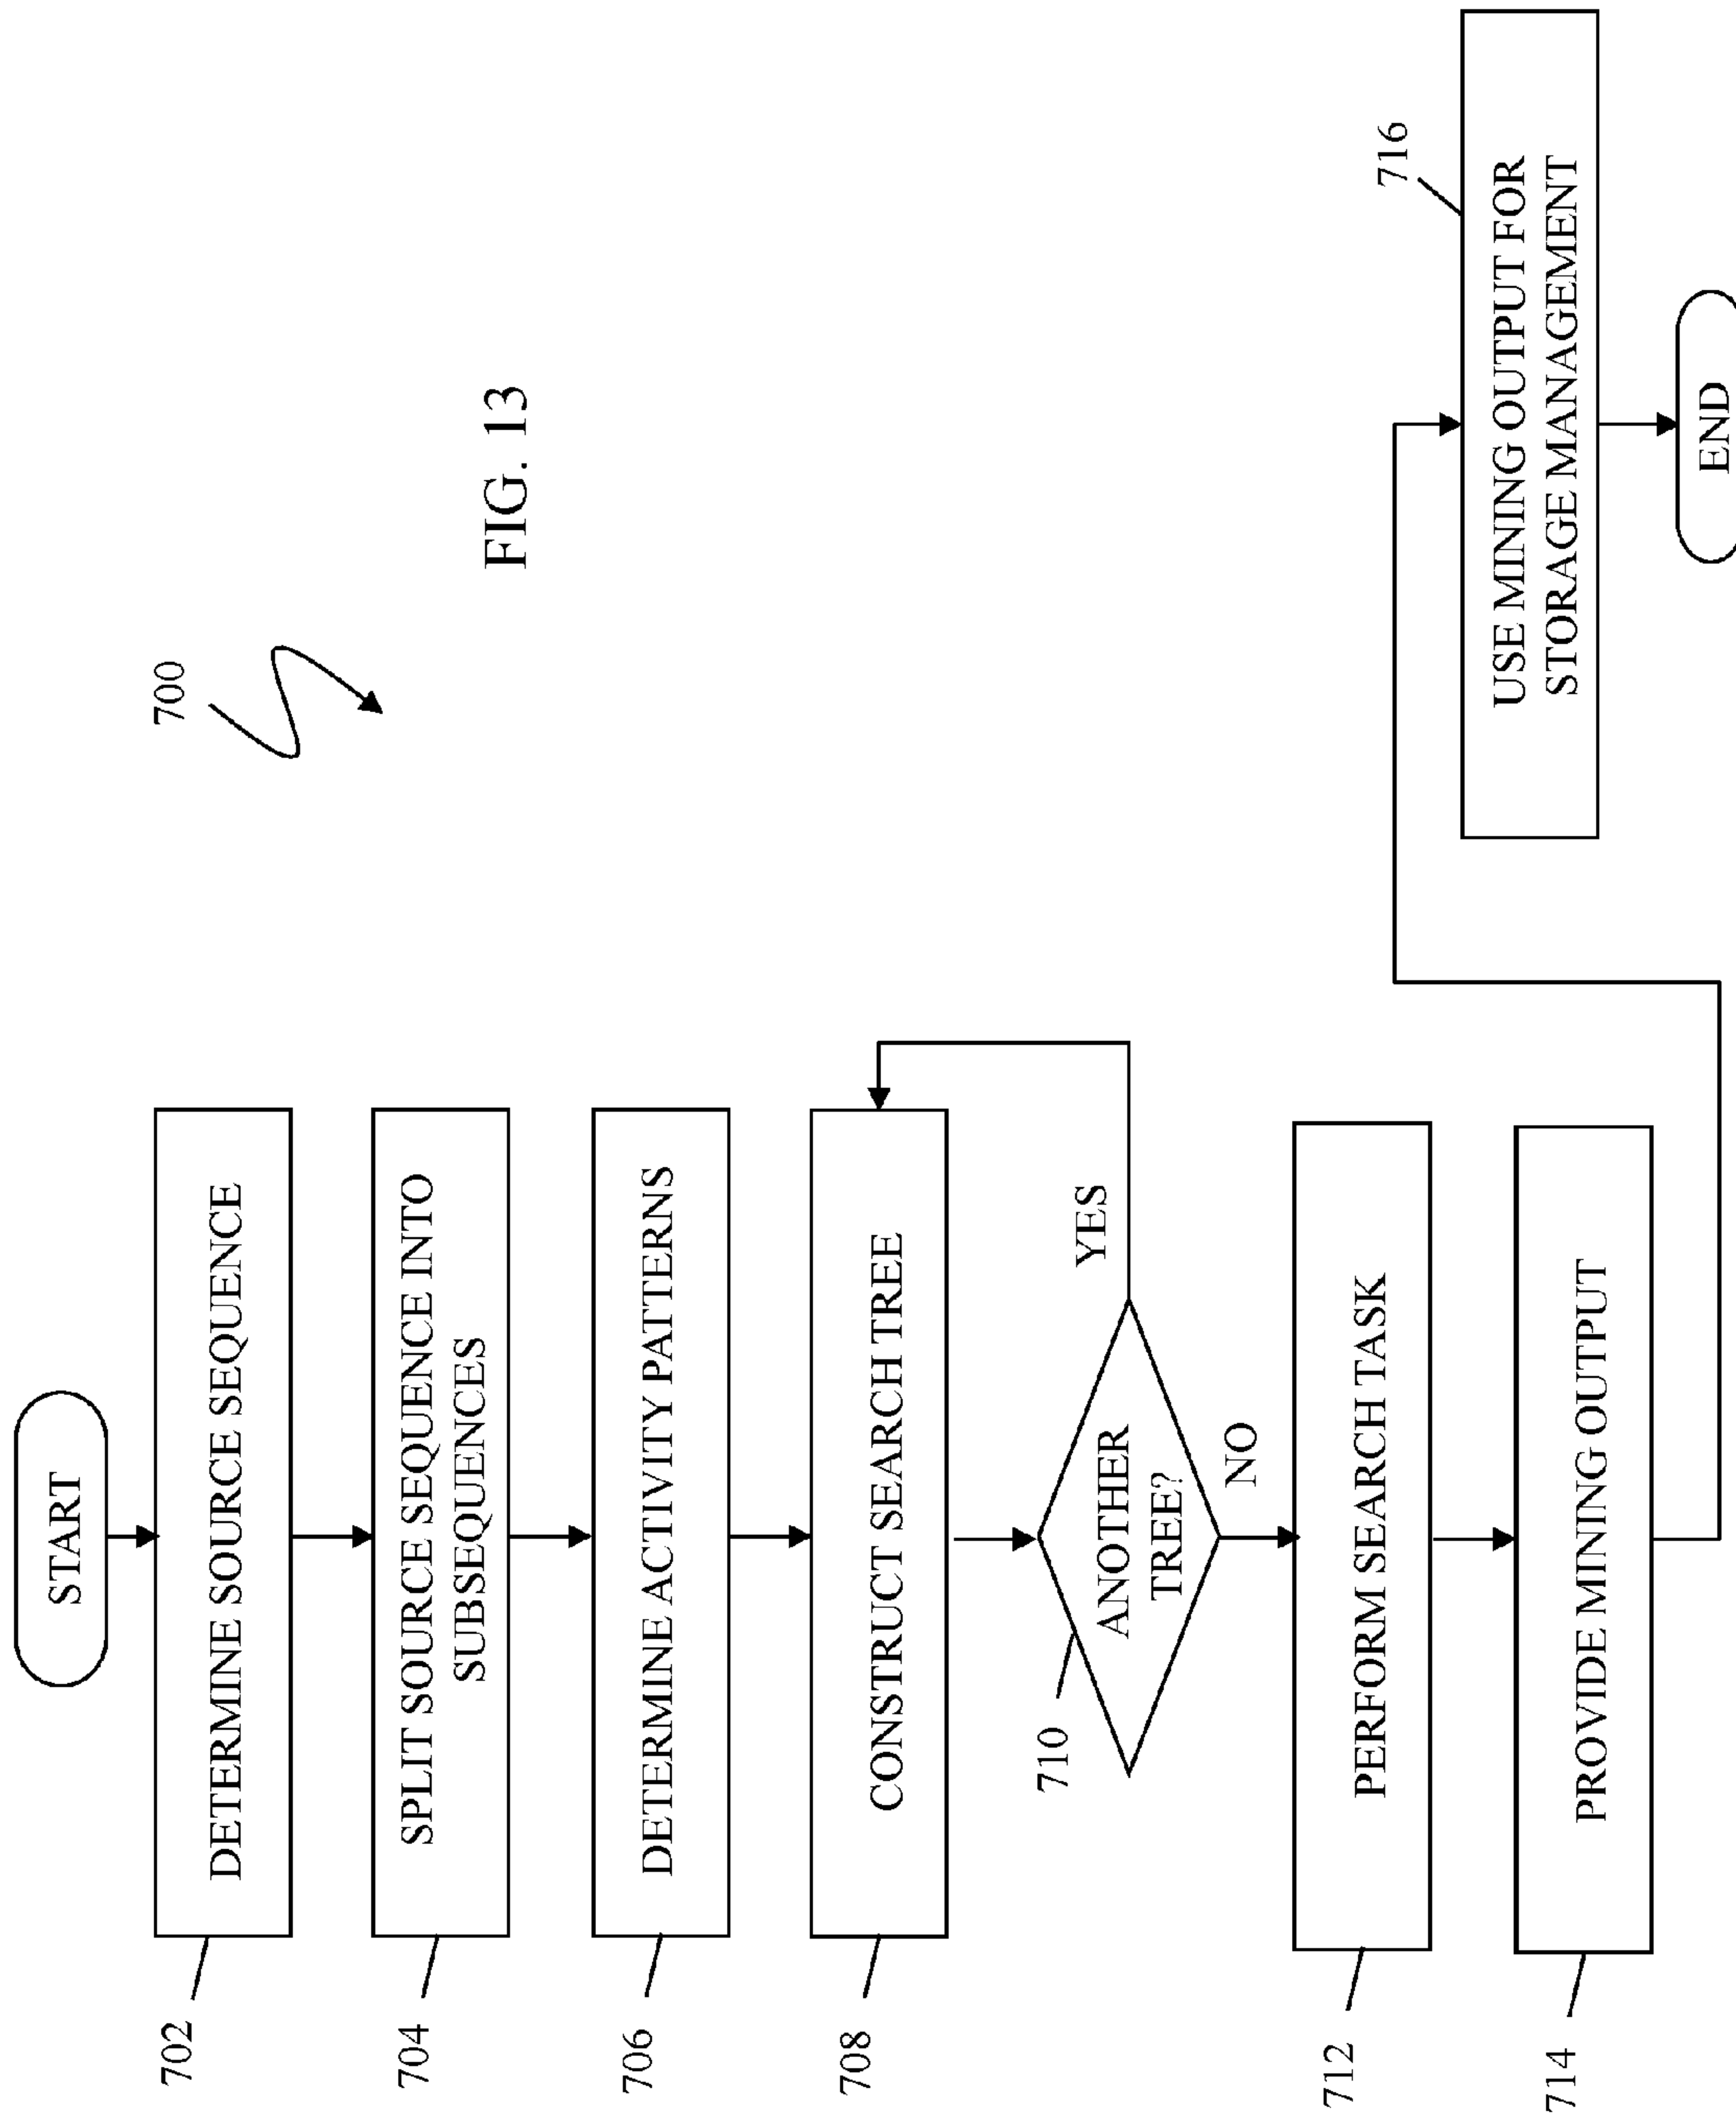 700
FIG. 13
START
702
DETERMINE SOURCE SEQUENCE
704
SPLIT SOURCE SEQUENCE INTO
SUBSEQUENCES
706
DETERMINE ACTIVITY PATTERNS
708
CONSTRUCT SEARCH TREE
710
ANOTHER
TREE?
YES
NO
712
PERFORM SEARCH TASK
714
PROVIDE MINING OUTPUT
716
USE MINING OUTPUT FOR
STORAGE MANAGEMENT
END